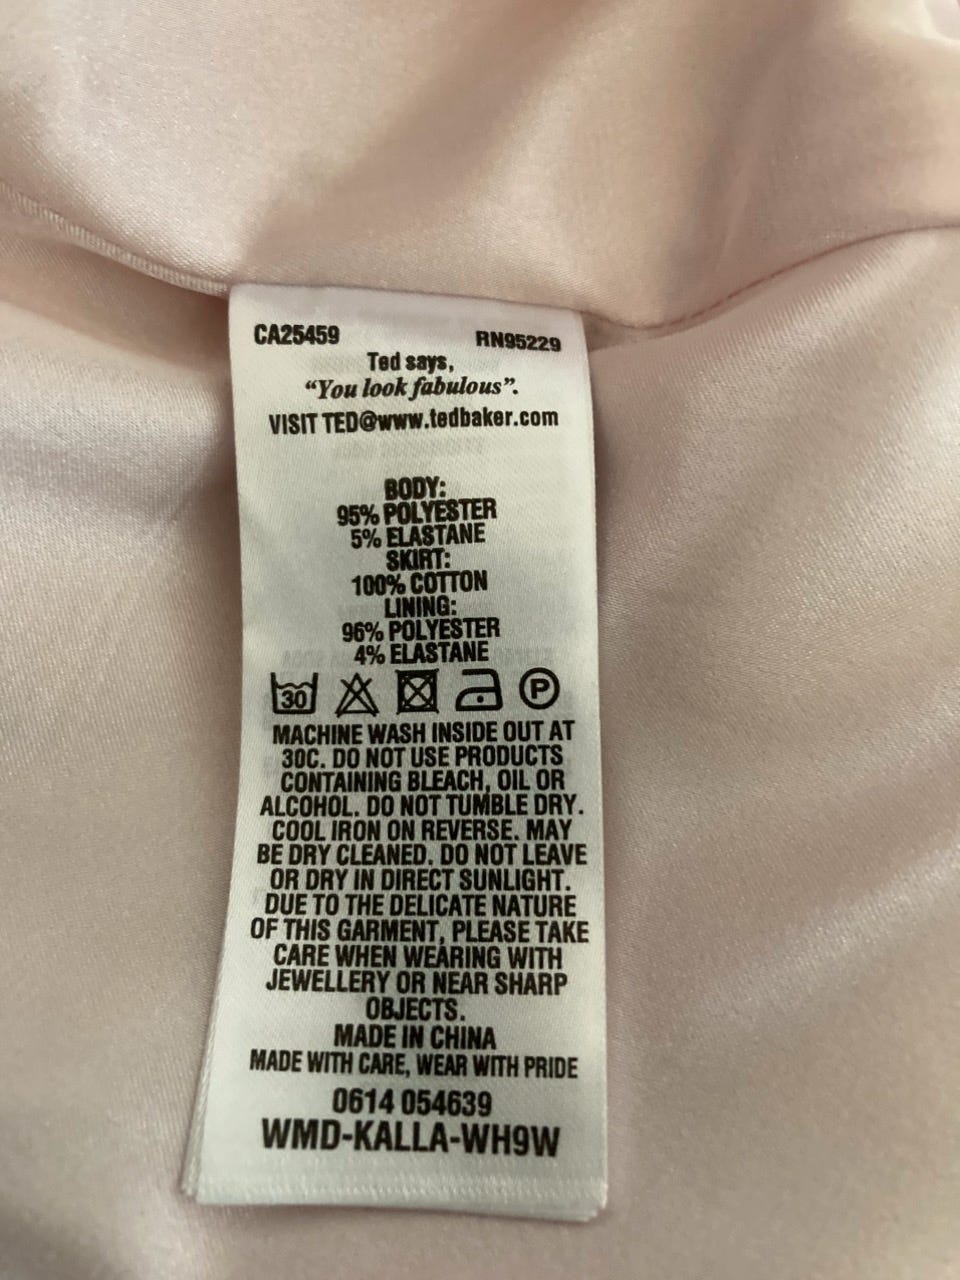 CA25459 RN95229
Ted says,
“You look fabulous”.
VISIT TED@www.tedbaker.com
BODY:
95% POLYESTER
5% ELASTANE
SKIRT:
100% COTTON
LINING:
96% POLYESTER
4% ELASTANE
30 P
MACHINE WASH INSIDE OUT AT
30C. DO NOT USE PRODUCTS
CONTAINING BLEACH, OIL OR
ALCOHOL. DO NOT TUMBLE DRY.
COOL IRON ON REVERSE. MAY
BE DRY CLEANED. DO NOT LEAVE
OR DRY IN DIRECT SUNLIGHT.
DUE TO THE DELICATE NATURE
OF THIS GARMENT, PLEASE TAKE
CARE WHEN WEARING WITH
JEWELLERY OR NEAR SHARP
OBJECTS.
MADE IN CHINA
MADE WITH CARE, WEAR WITH PRIDE
0614 054639
WMD-KALLA-WH9W